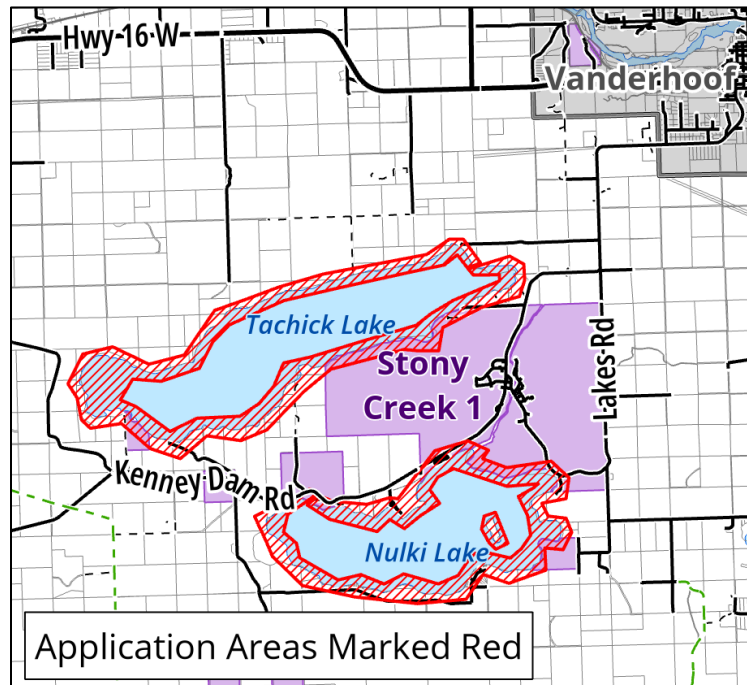 Hwy 16 W
Vanderhoof
Tachick Lake
Stony
Creek 1
Lakes Rd
Kenney Dam Rd
Nulki Lake
Application Areas Marked Red